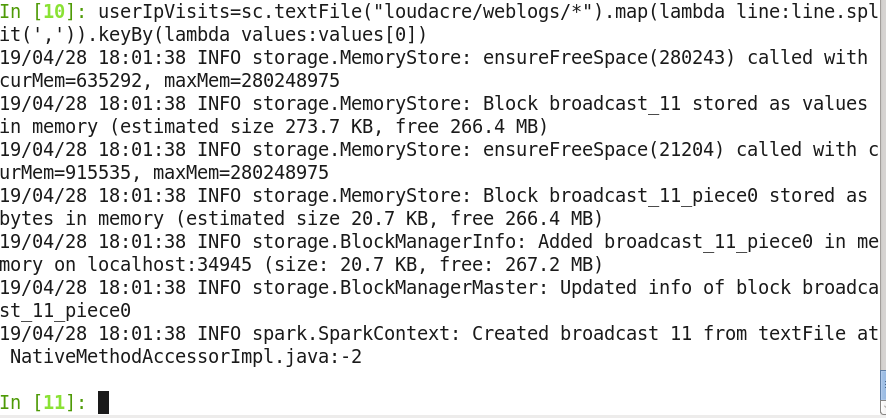 In [10]: userIpVisits=sc.textFile("loudacre/weblogs/*").map(lambda line:line.spl
it(',')).keyBy(lambda values:values[0])
19/04/28 18:01:38 INFO storage.MemoryStore: ensureFreeSpace(280243) called with
curMem=635292, maxMem=280248975
19/04/28 18:01:38 INFO storage.MemoryStore: Block broadcast_11 stored as values
in memory (estimated size 273.7 KB, free 266.4 MB)
19/04/28 18:01:38 INFO storage.MemoryStore: ensureFreeSpace(21204) called with c
urMem=915535, maxMem=280248975
19/04/28 18:01:38 INFO storage.MemoryStore: Block broadcast_11_piece0 stored as
bytes in memory (estimated size 20.7 KB, free 266.4 MB)
19/04/28 18:01:38 INFO storage.BlockManagerInfo: Added broadcast_11_piece0 in me
mory on localhost:34945 (size: 20.7 KB, free: 267.2 MB)
19/04/28 18:01:38 INFO storage.BlockManagerMaster: Updated info of block broadca
st_11_piece0
19/04/28 18:01:38 INFO spark.SparkContext: Created broadcast 11 from textFile at
 NativeMethodAccessorImpl.java:-2
In [11]: